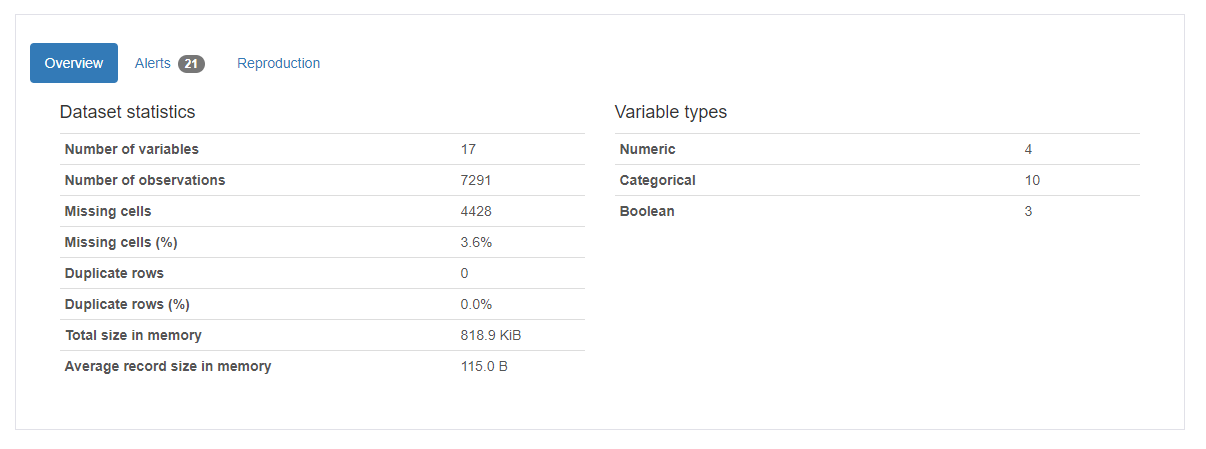 Overview Alerts 21 Reproduction
Dataset statistics
Number of variables 17
Number of observations 7291
Missing cells 4428
Missing cells (%) 3.6%
Duplicate rows 0
Duplicate rows (%) 0.0%
Total size in memory 818.9 KiB
Average record size in memory 115.0 B
Variable types
Numeric 4
Categorical 10
Boolean 3